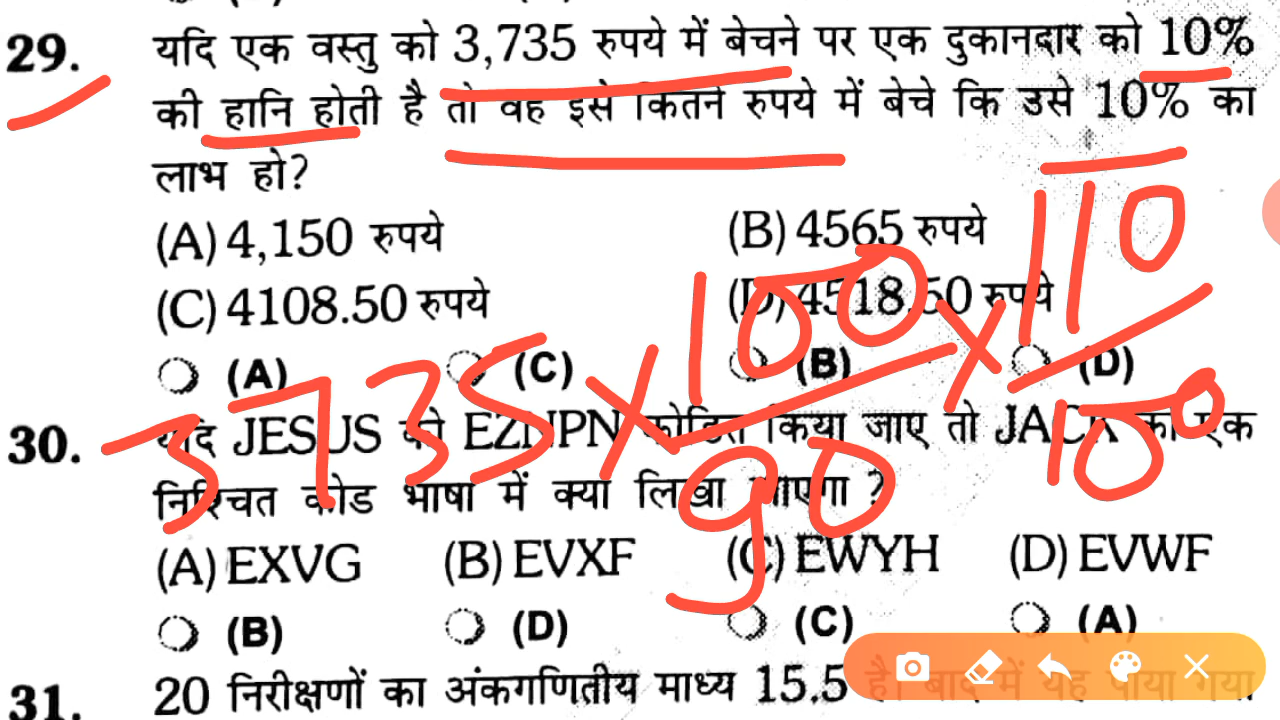 29. यदि एक वस्तु को 3,735 रुपये में बेचने पर एक दुकानदार को 10%
की हानि होती है तो वह इसे कितने रुपये में बेचे कि उसे 10% का
लाभ हो?
(A) 4,150 रुपये (B) 4565 रुपये
(C) 4108.50 रुपये (D) 4518.50 रुपये
(A) (C) (B) (D)
3735 × 100/90 × 110/100
30. यदि JESUS को EZNPN कोडित किया जाए तो JACK को एक
निश्चित कोड भाषा में क्या लिखा जाएगा ?
(A) EXVG (B) EVXF (C) EWYH (D) EVWF
(B) (D) (C) (A)
31. 20 निरीक्षणों का अंकगणितीय माध्य 15.5 है। बाद में यह पाया गया